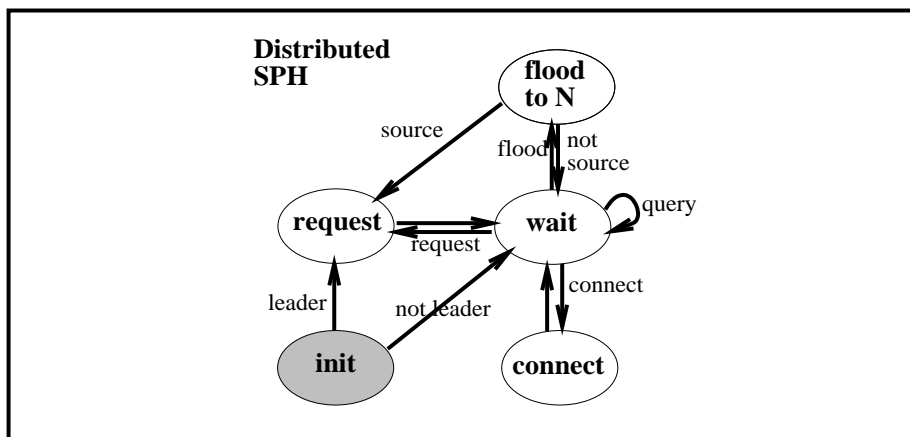 Distributed
SPH
flood
to N
source
flood
not
source
request
wait
query
request
connect
leader
not leader
init
connect